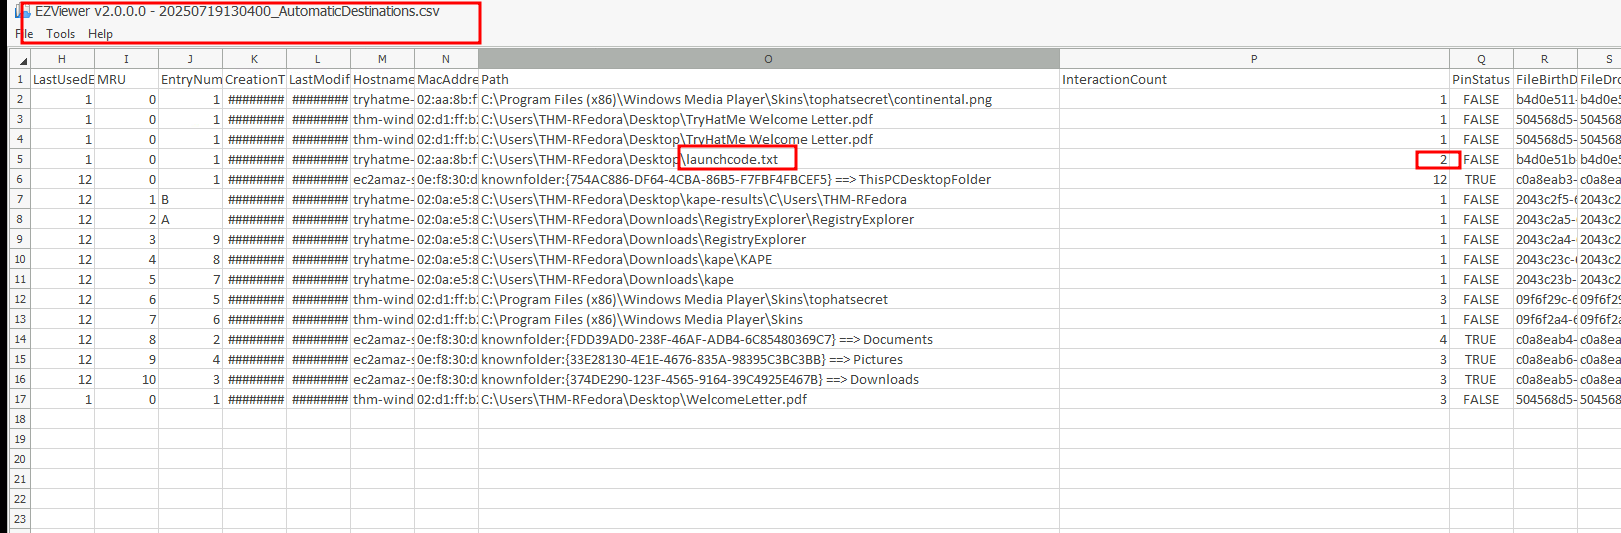 EZViewer v2.0.0.0 - 20250719130400_AutomaticDestinations.csv
File Tools Help
H I J K L M N O P Q R S
1 LastUsedE MRU EntryNum CreationT LastModif Hostname MacAddre Path InteractionCount PinStatus FileBirthD FileDro
2 1 0 1 ######## ######## tryhatme- 02:aa:8b:f C:\Program Files (x86)\Windows Media Player\Skins\tophatsecret\continental.png 1 FALSE b4d0e511- b4d0e5
3 1 0 1 ######## ######## thm-wind 02:d1:ff:b2 C:\Users\THM-RFedora\Desktop\TryHatMe Welcome Letter.pdf 1 FALSE 504568d5- 504568
4 1 0 1 ######## ######## thm-wind 02:d1:ff:b2 C:\Users\THM-RFedora\Desktop\TryHatMe Welcome Letter.pdf 1 FALSE 504568d5- 504568
5 1 0 1 ######## ######## tryhatme- 02:aa:8b:f C:\Users\THM-RFedora\Desktop\launchcode.txt 2 FALSE b4d0e51b- b4d0e5
6 12 0 1 ######## ######## ec2amaz-s 0e:f8:30:d knownfolder:{754AC886-DF64-4CBA-86B5-F7FBF4FBCEF5} ==> ThisPCDesktopFolder 12 TRUE c0a8eab3- c0a8ea
7 12 1 B ######## ######## tryhatme- 02:0a:e5:8 C:\Users\THM-RFedora\Desktop\kape-results\C\Users\THM-RFedora 1 FALSE 2043c2f5-6 2043c2
8 12 2 A ######## ######## tryhatme- 02:0a:e5:8 C:\Users\THM-RFedora\Downloads\RegistryExplorer\RegistryExplorer 1 FALSE 2043c2a5- 2043c2
9 12 3 9 ######## ######## tryhatme- 02:0a:e5:8 C:\Users\THM-RFedora\Downloads\RegistryExplorer 1 FALSE 2043c2a4- 2043c2
10 12 4 8 ######## ######## tryhatme- 02:0a:e5:8 C:\Users\THM-RFedora\Downloads\kape\KAPE 1 FALSE 2043c23c-6 2043c2
11 12 5 7 ######## ######## tryhatme- 02:0a:e5:8 C:\Users\THM-RFedora\Downloads\kape 1 FALSE 2043c23b- 2043c2
12 12 6 5 ######## ######## thm-wind 02:d1:ff:b2 C:\Program Files (x86)\Windows Media Player\Skins\tophatsecret 3 FALSE 09f6f29c-6 09f6f2
13 12 7 6 ######## ######## thm-wind 02:d1:ff:b2 C:\Program Files (x86)\Windows Media Player\Skins 1 FALSE 09f6f2a4-6 09f6f2
14 12 8 2 ######## ######## ec2amaz-s 0e:f8:30:d knownfolder:{FDD39AD0-238F-46AF-ADB4-6C85480369C7} ==> Documents 4 TRUE c0a8eab4- c0a8ea
15 12 9 4 ######## ######## ec2amaz-s 0e:f8:30:d knownfolder:{33E28130-4E1E-4676-835A-98395C3BC3BB} ==> Pictures 3 TRUE c0a8eab6- c0a8ea
16 12 10 3 ######## ######## ec2amaz-s 0e:f8:30:d knownfolder:{374DE290-123F-4565-9164-39C4925E467B} ==> Downloads 3 TRUE c0a8eab5- c0a8ea
17 1 0 1 ######## ######## thm-wind 02:d1:ff:b2 C:\Users\THM-RFedora\Desktop\WelcomeLetter.pdf 3 FALSE 504568d5- 504568
18
19
20
21
22
23